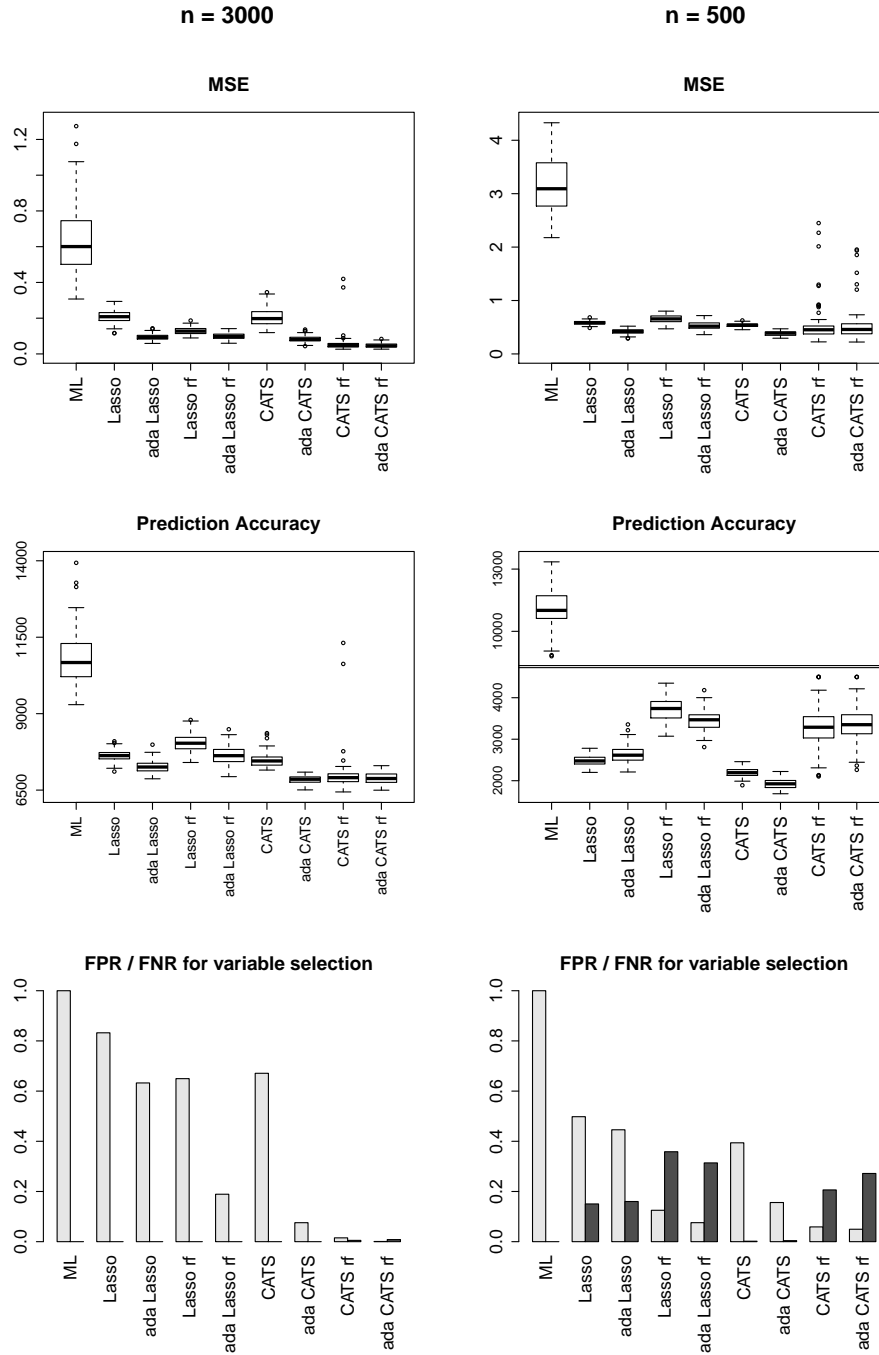 n = 3000
n = 500
MSE
0.0
0.4
0.8
1.2
ML
Lasso
ada Lasso
Lasso rf
ada Lasso rf
CATS
ada CATS
CATS rf
ada CATS rf
MSE
0
1
2
3
4
ML
Lasso
ada Lasso
Lasso rf
ada Lasso rf
CATS
ada CATS
CATS rf
ada CATS rf
Prediction Accuracy
6500
9000
11500
14000
ML
Lasso
ada Lasso
Lasso rf
ada Lasso rf
CATS
ada CATS
CATS rf
ada CATS rf
Prediction Accuracy
10000
13000
2000
3000
4000
ML
Lasso
ada Lasso
Lasso rf
ada Lasso rf
CATS
ada CATS
CATS rf
ada CATS rf
FPR / FNR for variable selection
0.0
0.2
0.4
0.6
0.8
1.0
ML
Lasso
ada Lasso
Lasso rf
ada Lasso rf
CATS
ada CATS
CATS rf
ada CATS rf
FPR / FNR for variable selection
0.0
0.2
0.4
0.6
0.8
1.0
ML
Lasso
ada Lasso
Lasso rf
ada Lasso rf
CATS
ada CATS
CATS rf
ada CATS rf